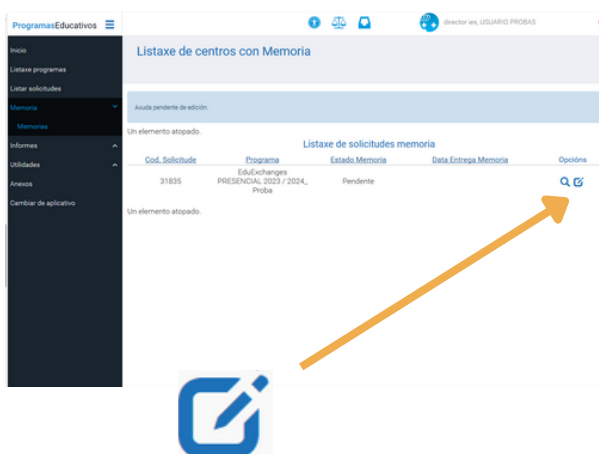 ProgramasEducativos
director ies, USUARIO PROBAS
Inicio
Listaxe programas
Listar solicitudes
Memoria
Memorias
Informes
Utilidades
Anexos
Cambiar de aplicativo
Listaxe de centros con Memoria
Axuda pendente de edición.
Un elemento atopado.
Listaxe de solicitudes memoria
Cod. Solicitude Programa Estado Memoria Data Entrega Memoria Opcións
EduExchanges
31835 PRESENCIAL 2023 / 2024_ Pendente
Proba
Un elemento atopado.